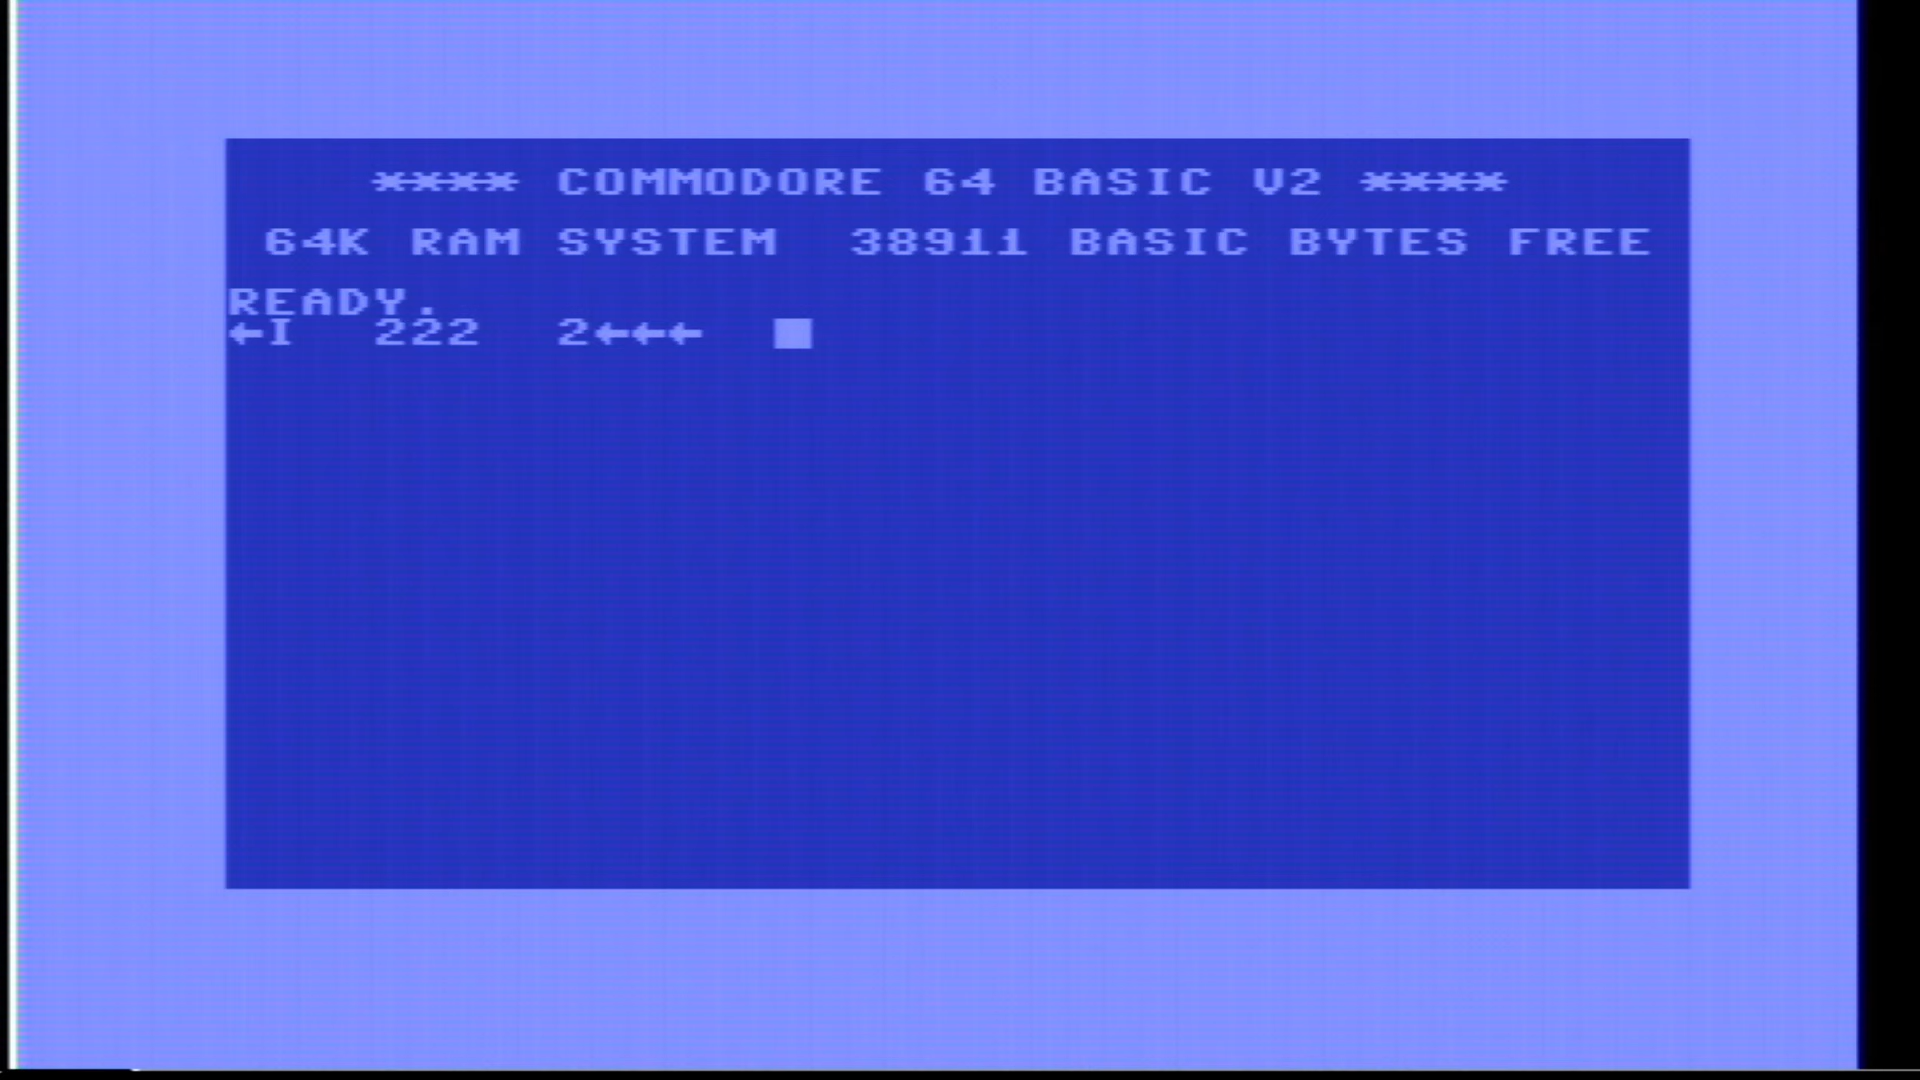 **** COMMODORE 64 BASIC V2 ****
64K RAM SYSTEM  38911 BASIC BYTES FREE
READY.
←I  222  2←←←